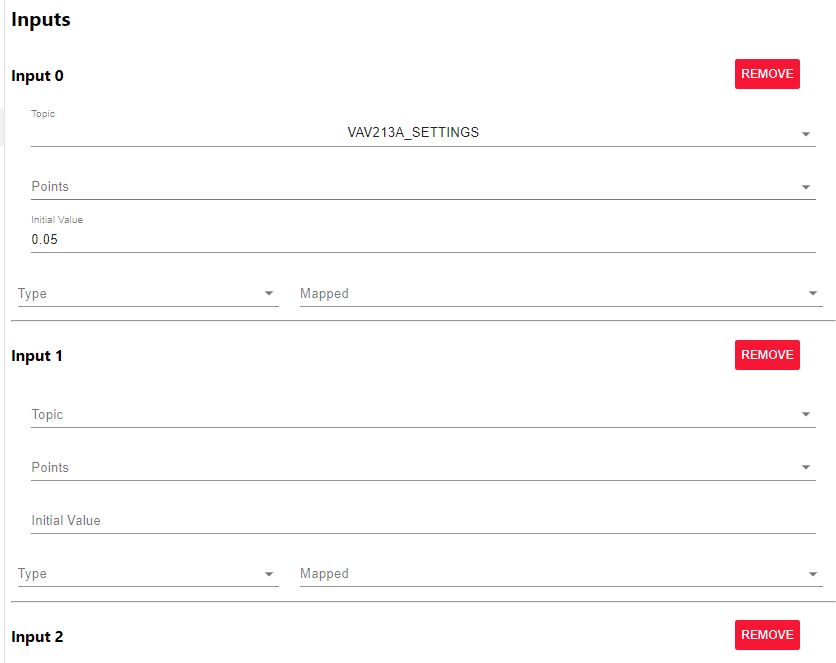 Inputs
Input 0
REMOVE
Topic
VAV213A_SETTINGS
Points
Initial Value
0.05
Type Mapped
Input 1
REMOVE
Topic
Points
Initial Value
Type Mapped
Input 2
REMOVE